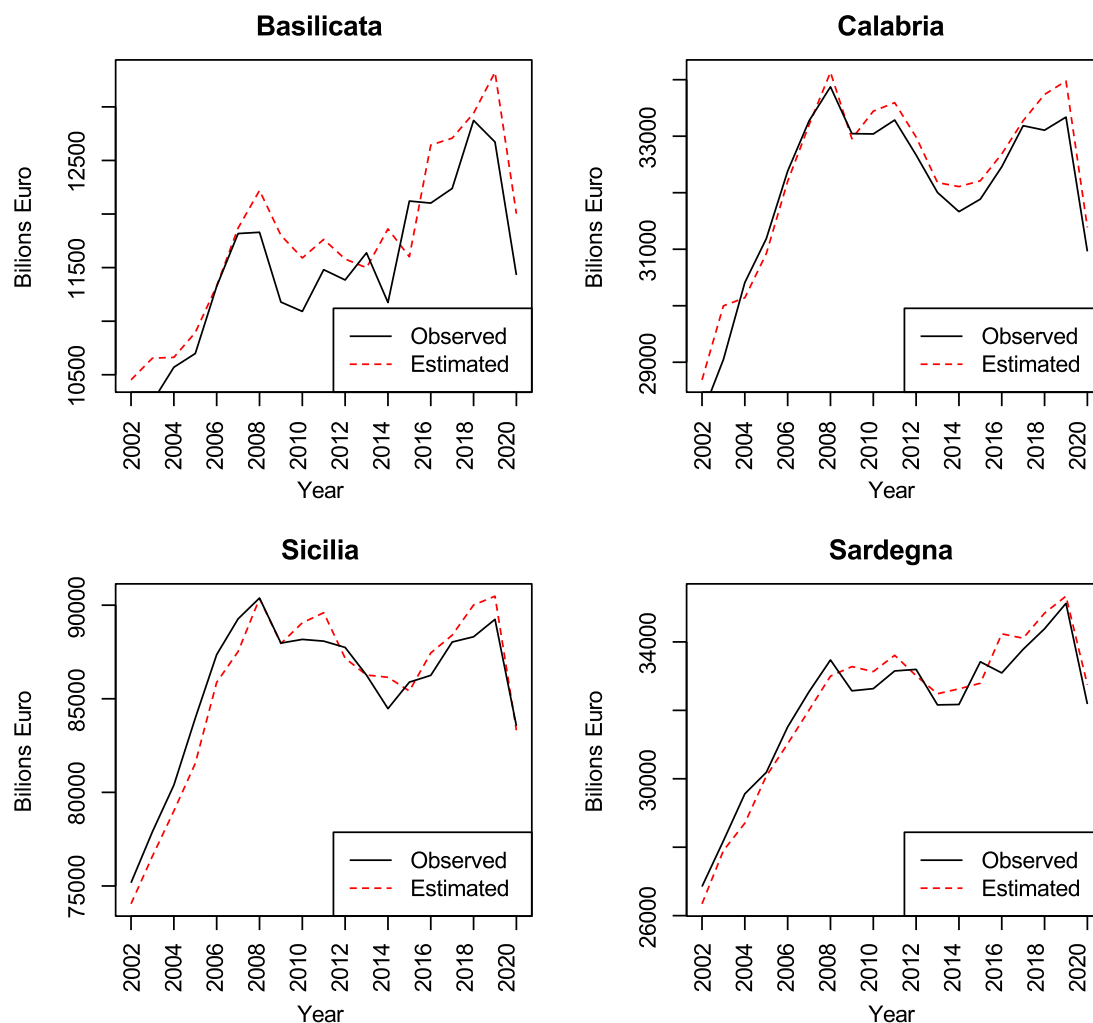 Basilicata
Bilions Euro
10500 11500 12500
Observed
Estimated
2002 2004 2006 2008 2010 2012 2014 2016 2018 2020
Year
Calabria
Bilions Euro
29000 31000 33000
Observed
Estimated
2002 2004 2006 2008 2010 2012 2014 2016 2018 2020
Year
Sicilia
Bilions Euro
75000 80000 85000 90000
Observed
Estimated
2002 2004 2006 2008 2010 2012 2014 2016 2018 2020
Year
Sardegna
Bilions Euro
26000 30000 34000
Observed
Estimated
2002 2004 2006 2008 2010 2012 2014 2016 2018 2020
Year